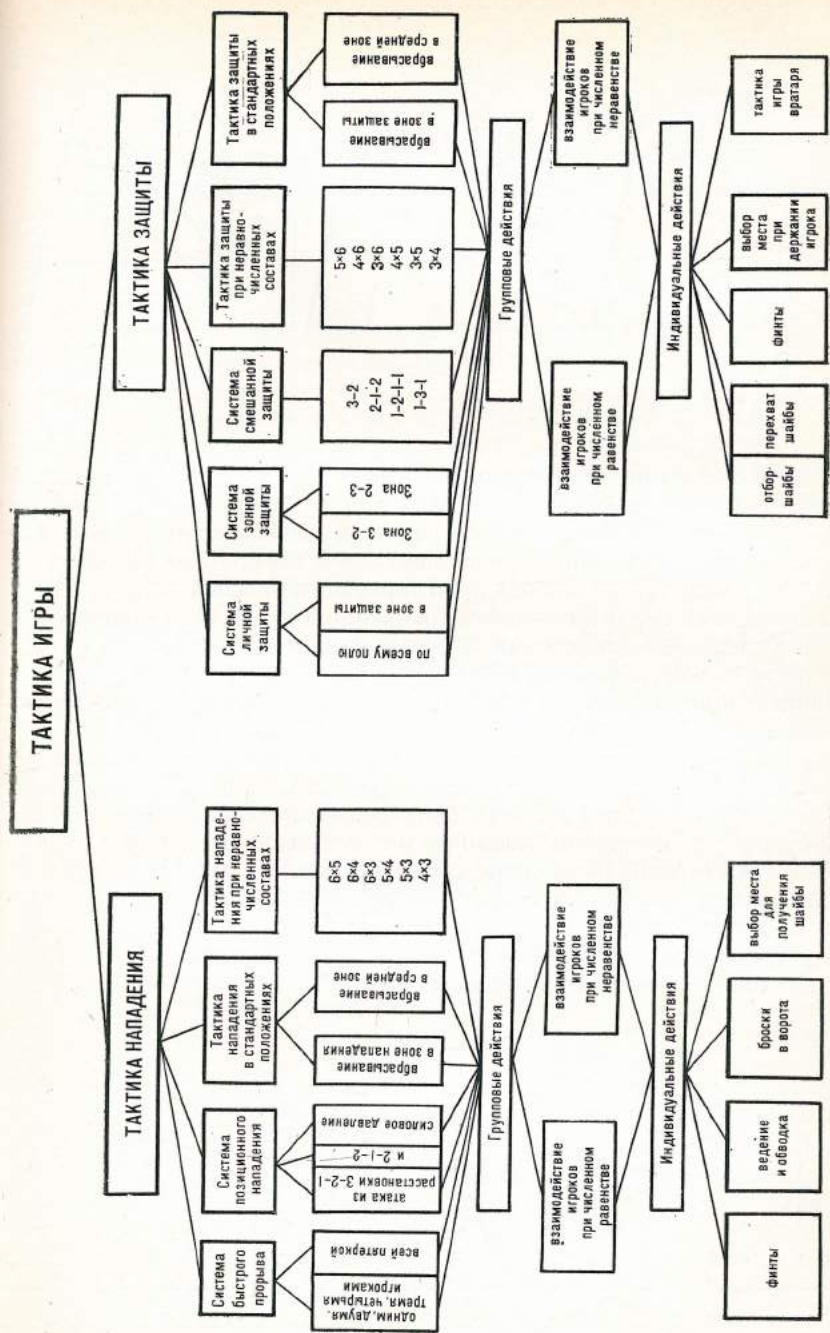 ТАКТИКА ИГРЫ
ТАКТИКА НАПАДЕНИЯ
Система
быстрого
прорыва
одним, двумя,
тремя, четырьмя
игроками
всей пятеркой
Система
позиционного
нападения
атака из
расстановки 3-2-1
и 2-1-2
силовое давление
Тактика
нападения
в стандартных
положениях
вбрасывание
в зоне нападения
вбрасывание
в средней зоне
Тактика нападе-
ния при неравно-
численных
составах
6×5
6×4
6×3
5×4
5×3
4×3
Групповые действия
взаимодействие
игроков
при численном
равенстве
взаимодействие
игроков
при численном
неравенстве
Индивидуальные действия
финты
ведение
и обводка
броски
в ворота
выбор места
для
получения
шайбы
ТАКТИКА ЗАЩИТЫ
Система
личной
защиты
по всему полю
в зоне защиты
Система
зонной
защиты
Зона 3-2
Зона 2-3
Система
смешанной
защиты
3-2
2-1-2
1-2-1-1
1-3-1
Тактика защиты
при неравно-
численных
составах
5×6
4×6
3×6
4×5
3×5
3×4
Тактика защиты
в стандартных
положениях
вбрасывание
в зоне защиты
вбрасывание
в средней зоне
Групповые действия
взаимодействие
игроков
при численном
равенстве
взаимодействие
игроков
при численном
неравенстве
Индивидуальные действия
отбор
шайбы
перехват
шайбы
финты
выбор
места
при
держании
игрока
тактика
игры
вратаря